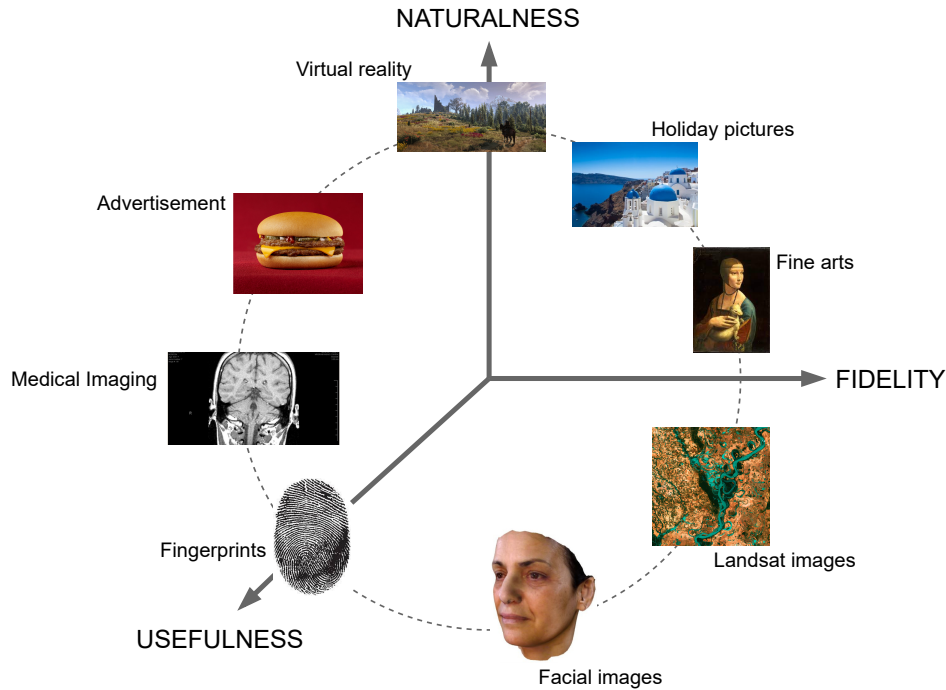 NATURALNESS
Virtual reality
Holiday pictures
Advertisement
Fine arts
Medical Imaging
FIDELITY
Fingerprints
Landsat images
USEFULNESS
Facial images